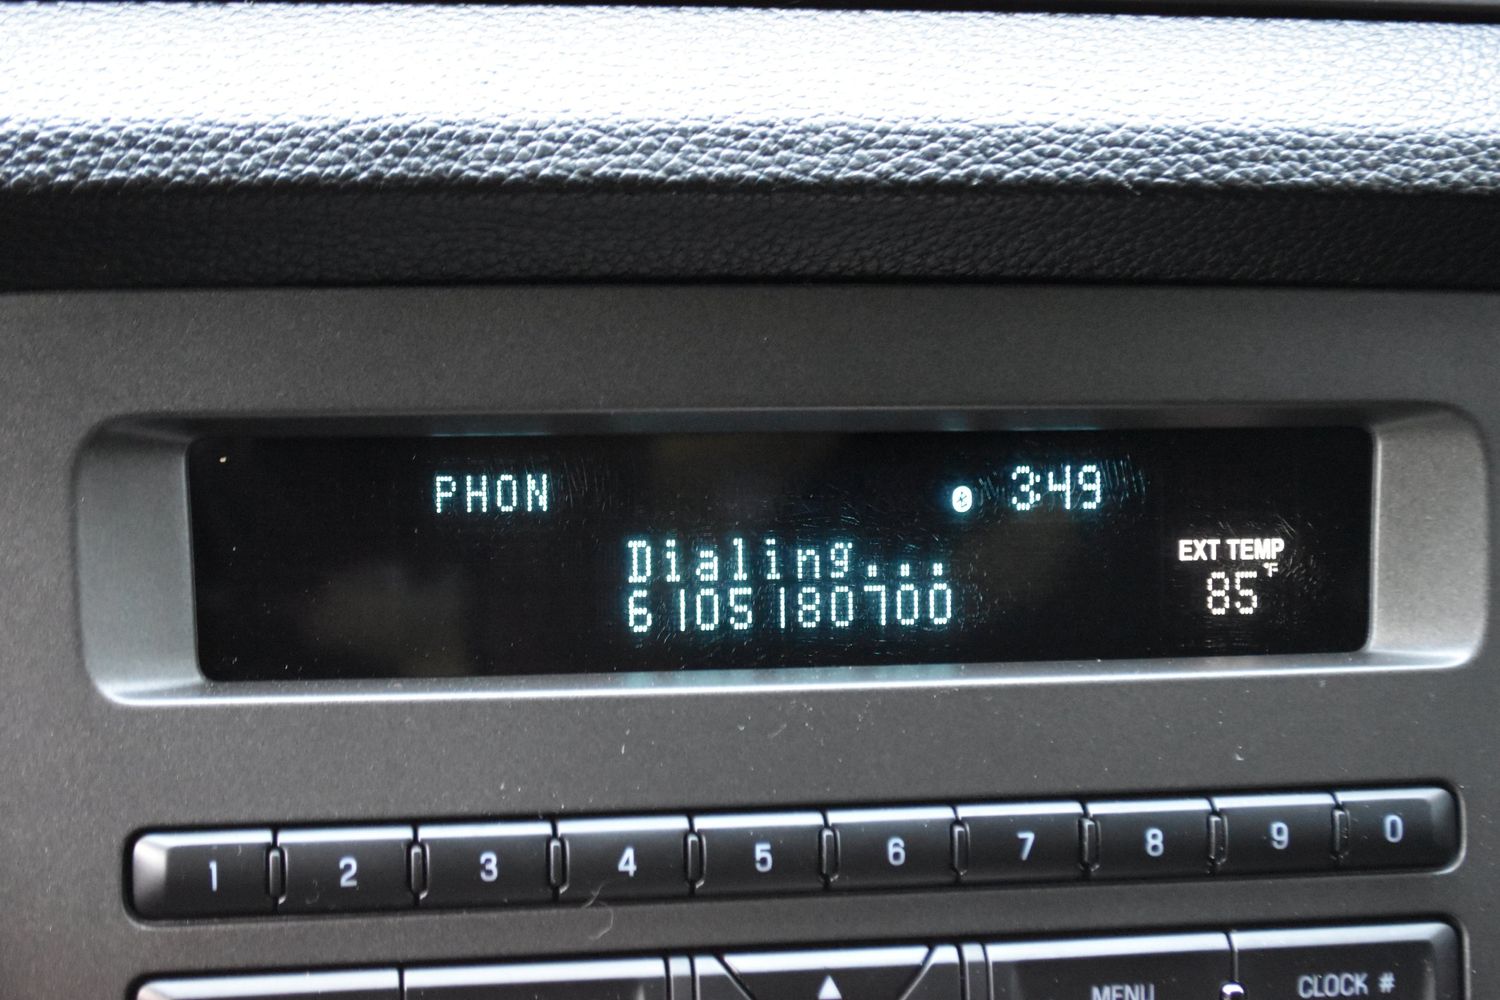 PHON 3:49
Dialing...
6105180700
EXT TEMP
85°F
1 2 3 4 5 6 7 8 9 0
MENU CLOCK #